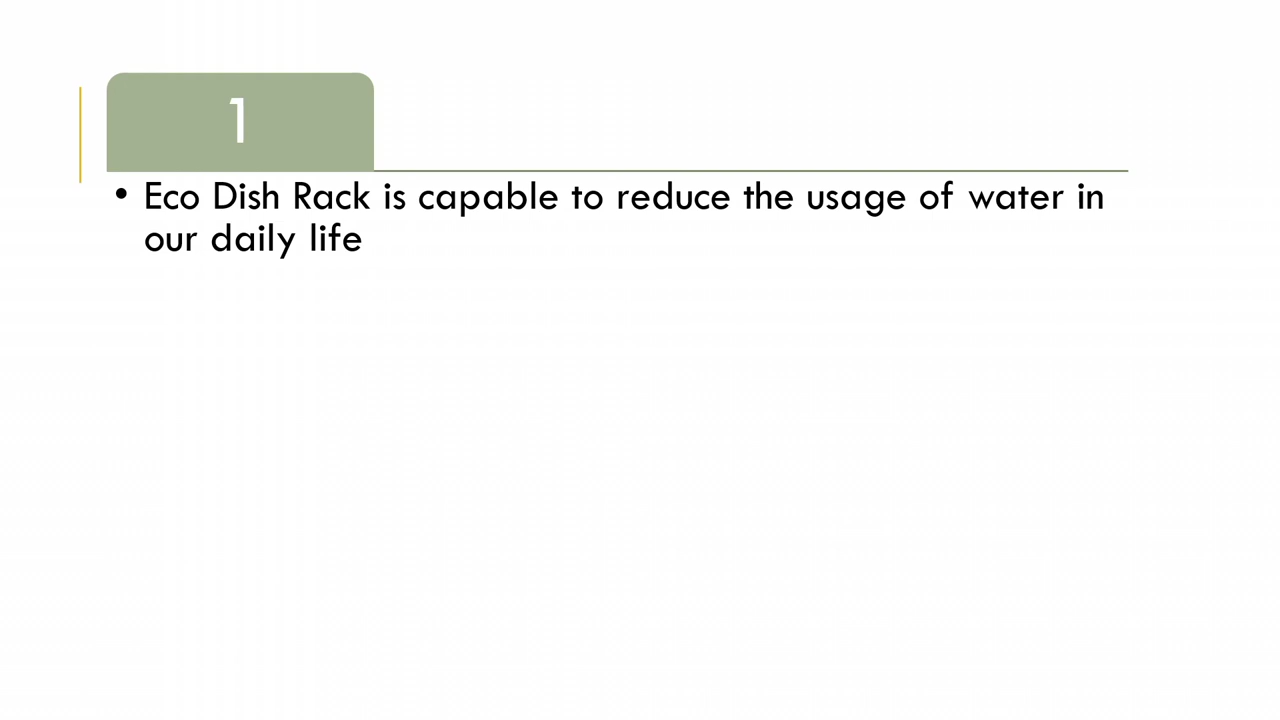 1
• Eco Dish Rack is capable to reduce the usage of water in
our daily life